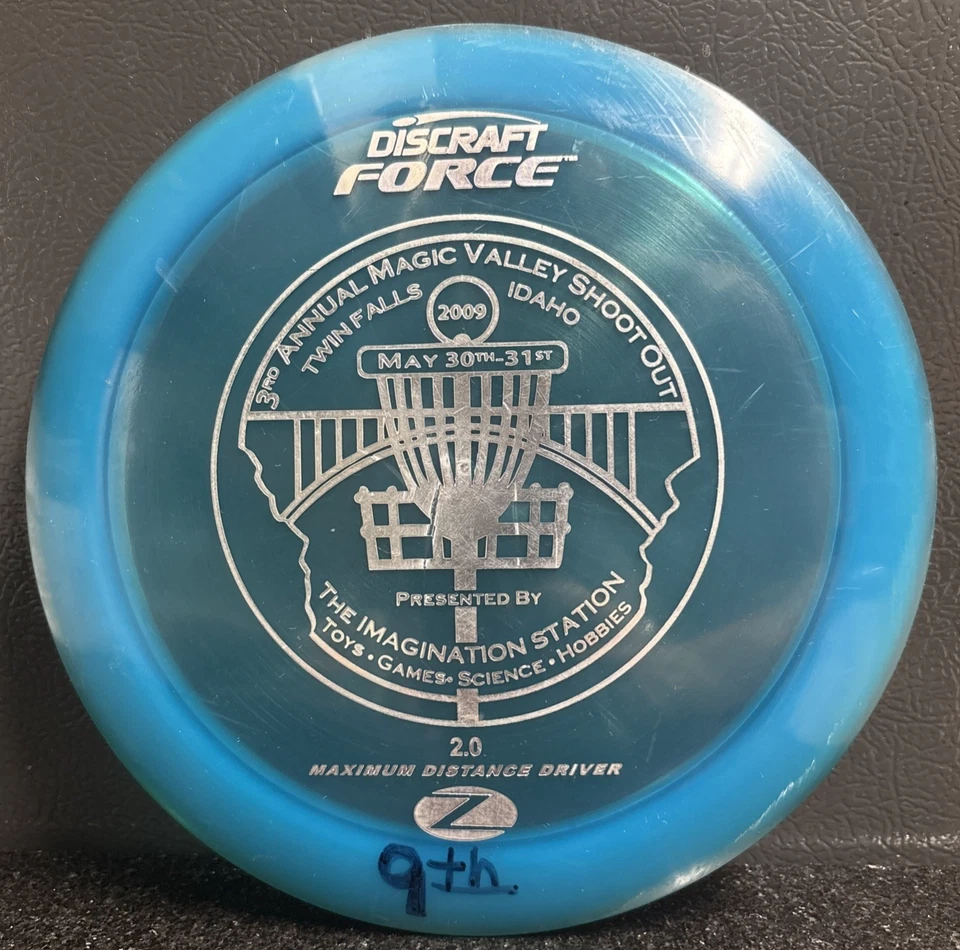 DISCRAFT
FORCE™
3RD ANNUAL MAGIC VALLEY SHOOT OUT
TWIN FALLS IDAHO
2009
MAY 30TH-31ST
PRESENTED BY
THE IMAGINATION STATION
TOYS • GAMES • SCIENCE • HOBBIES
2.0
MAXIMUM DISTANCE DRIVER
Z
9th.